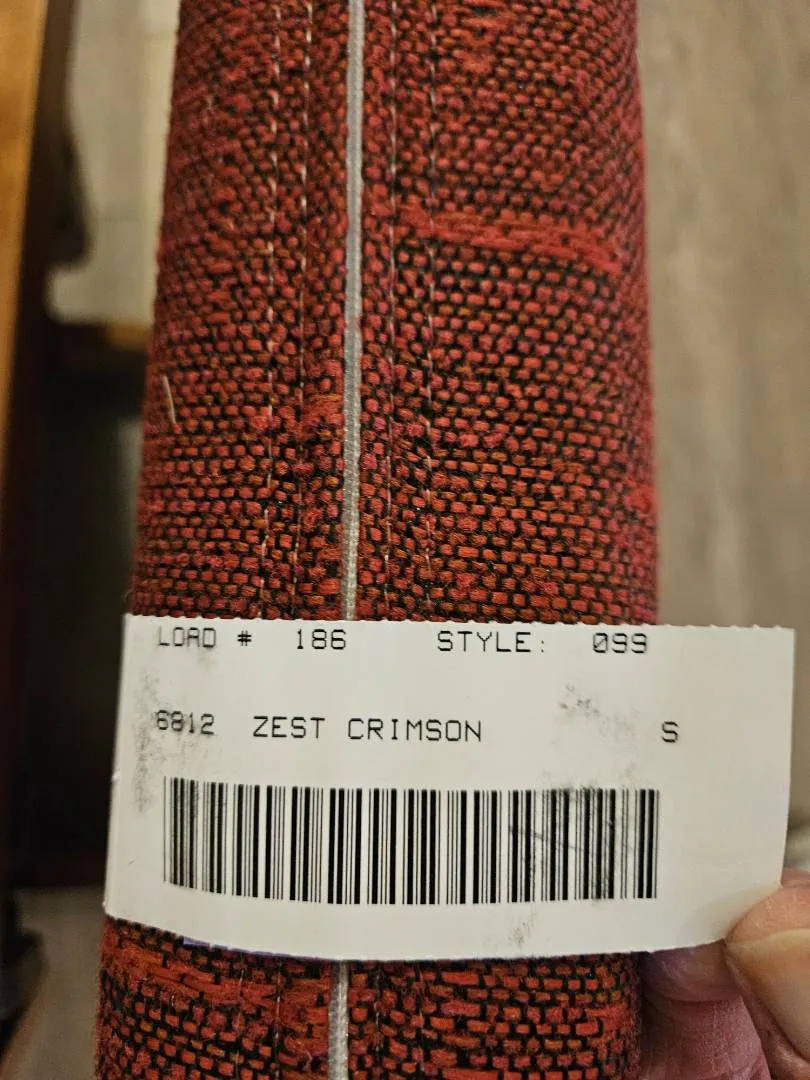 LOAD # 186 STYLE: 099
6812 ZEST CRIMSON S